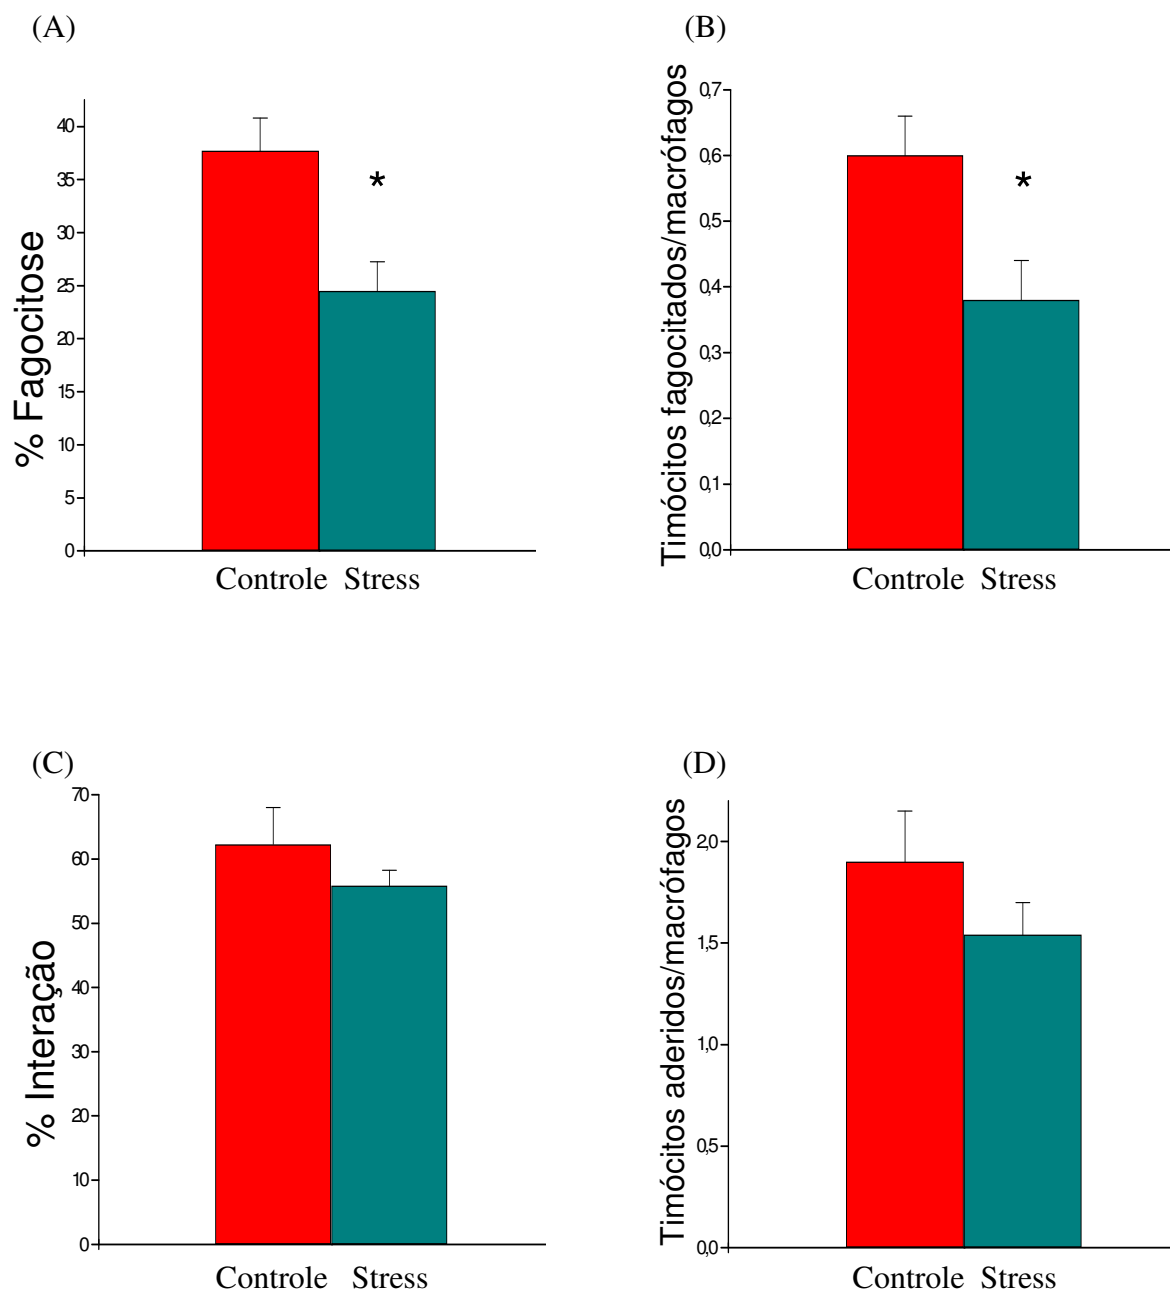 (A)
% Fagocitose
40
35
30
25
20
15
10
5
0
*
Controle Stress
(B)
Timócitos fagocitados/macrófagos
0,7
0,6
0,5
0,4
0,3
0,2
0,1
0,0
*
Controle Stress
(C)
% Interação
70
60
50
40
30
20
10
0
Controle Stress
(D)
Timócitos aderidos/macrófagos
2,0
1,5
1,0
0,5
0,0
Controle Stress